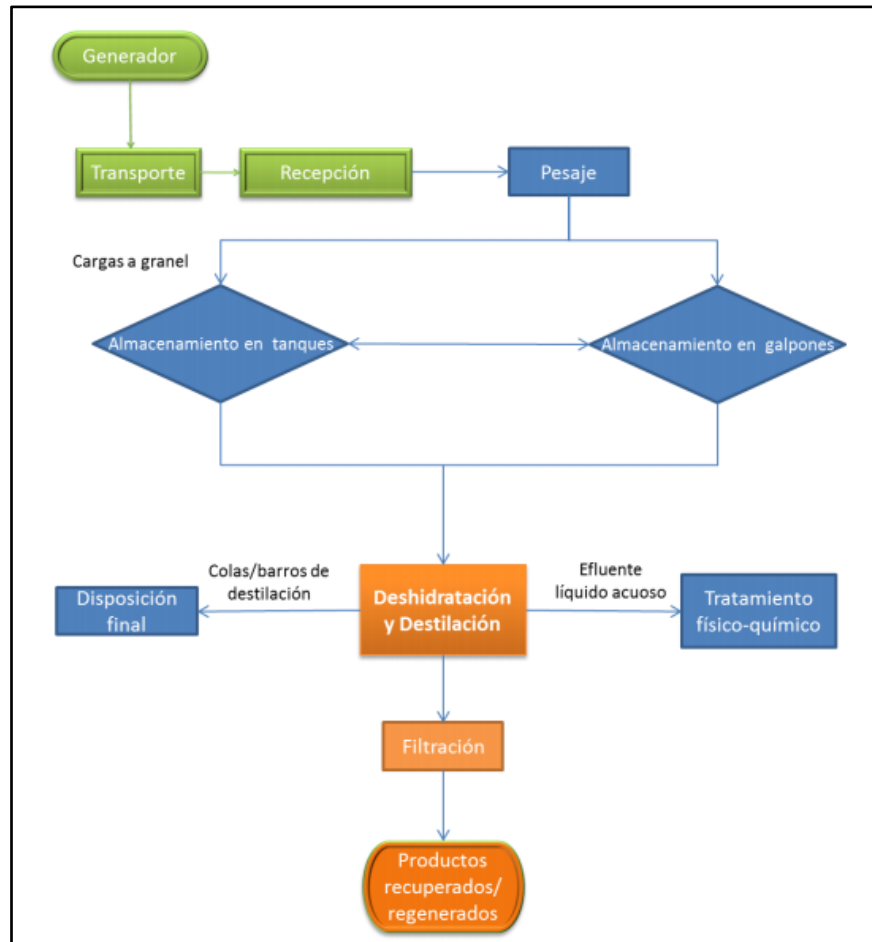 Generador
Transporte
Recepción
Pesaje
Cargas a granel
Almacenamiento en tanques
Almacenamiento en galpones
Colas/barros de
destilación
Efluente
líquido acuoso
Disposición
final
Deshidratación
y Destilación
Tratamiento
físico-químico
Filtración
Productos
recuperados/
regenerados